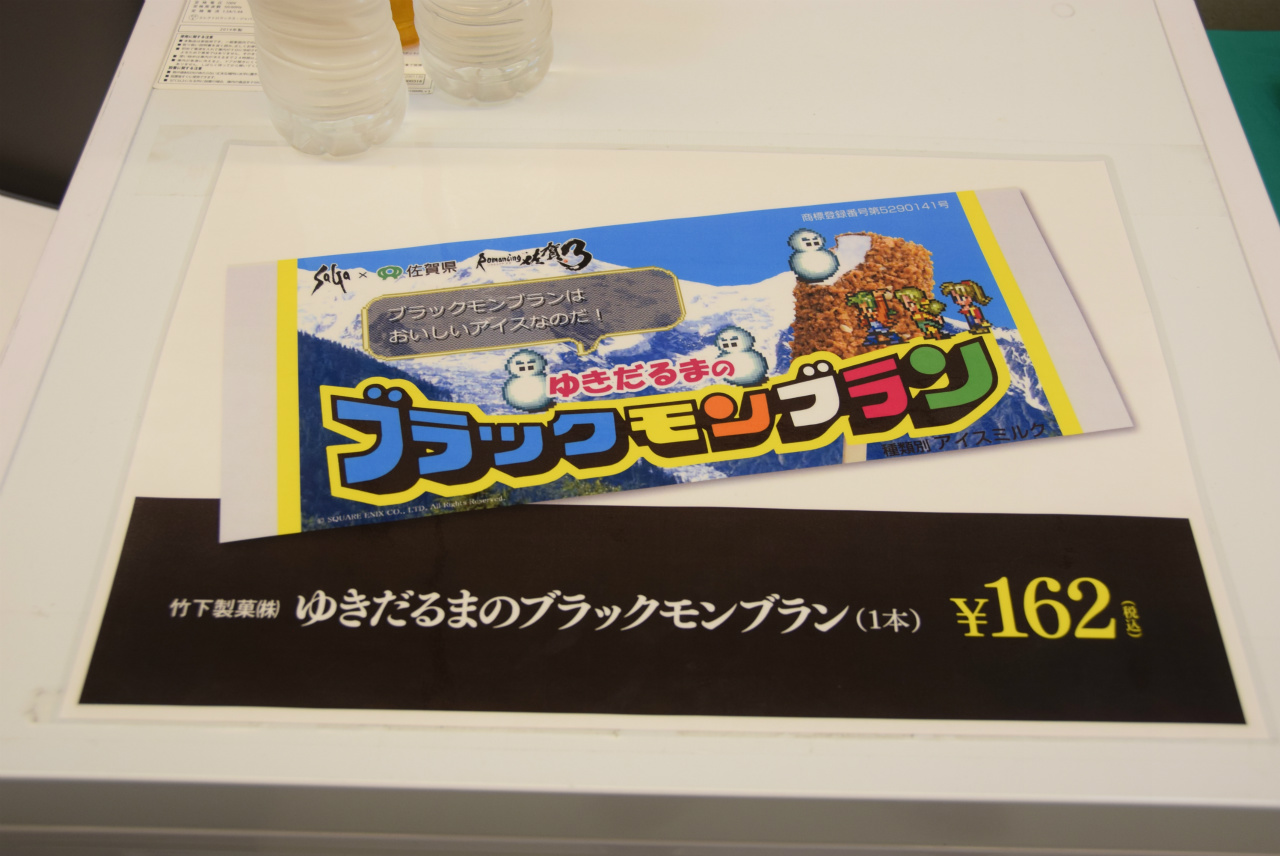 商標登録番号第5290141号
SaGa × 佐賀県 Romancing 佐賀3
ブラックモンブランは
おいしいアイスなのだ！
ゆきだるまの
ブラックモンブラン
種類別 アイスミルク
© SQUARE ENIX CO., LTD. All Rights Reserved.
竹下製菓㈱ ゆきだるまのブラックモンブラン（1本） ¥162（税込）